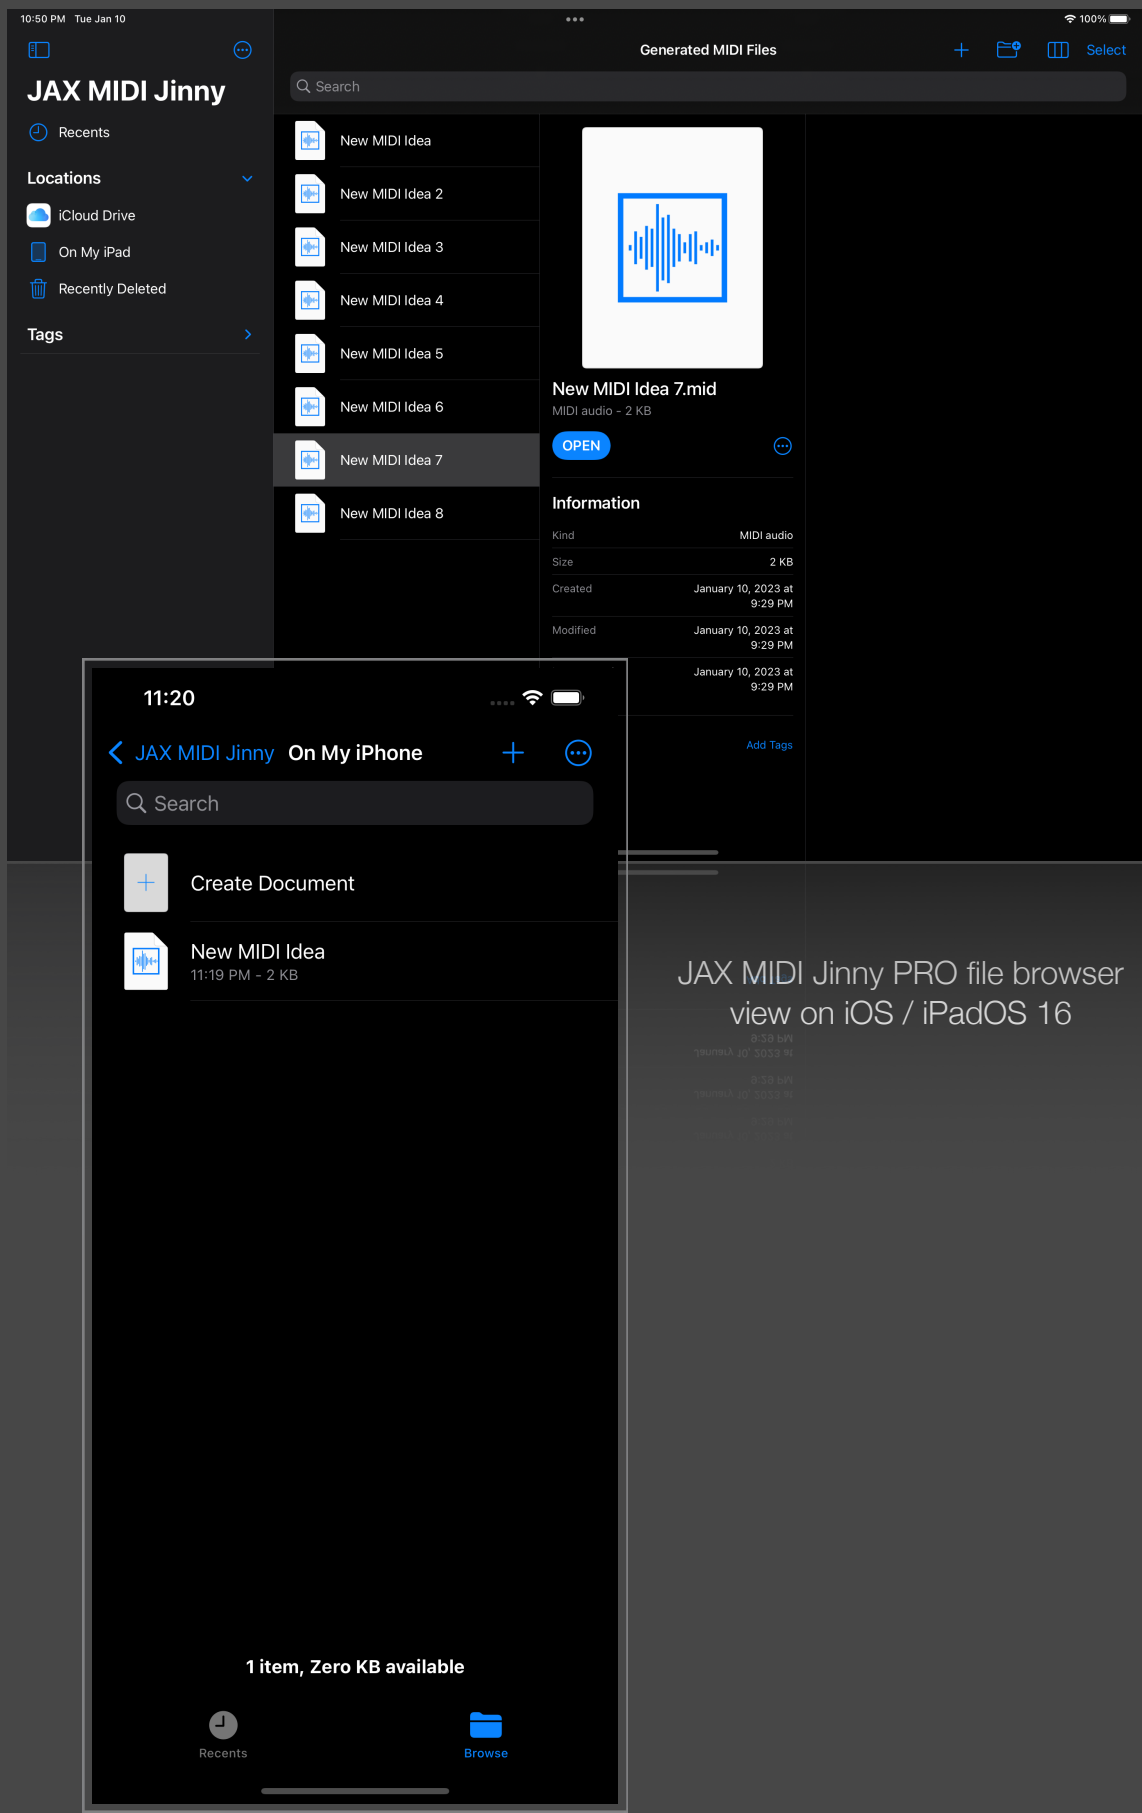 10:50 PM Tue Jan 10
100%
JAX MIDI Jinny
Recents
Locations
iCloud Drive
On My iPad
Recently Deleted
Tags
Generated MIDI Files
Select
Search
New MIDI Idea
New MIDI Idea 2
New MIDI Idea 3
New MIDI Idea 4
New MIDI Idea 5
New MIDI Idea 6
New MIDI Idea 7
New MIDI Idea 8
New MIDI Idea 7.mid
MIDI audio - 2 KB
OPEN
Information
Kind MIDI audio
Size 2 KB
Created January 10, 2023 at
9:29 PM
Modified January 10, 2023 at
9:29 PM
January 10, 2023 at
9:29 PM
Add Tags
11:20
JAX MIDI Jinny On My iPhone
Search
Create Document
New MIDI Idea
11:19 PM - 2 KB
1 item, Zero KB available
Recents
Browse
JAX MIDI Jinny PRO file browser
view on iOS / iPadOS 16